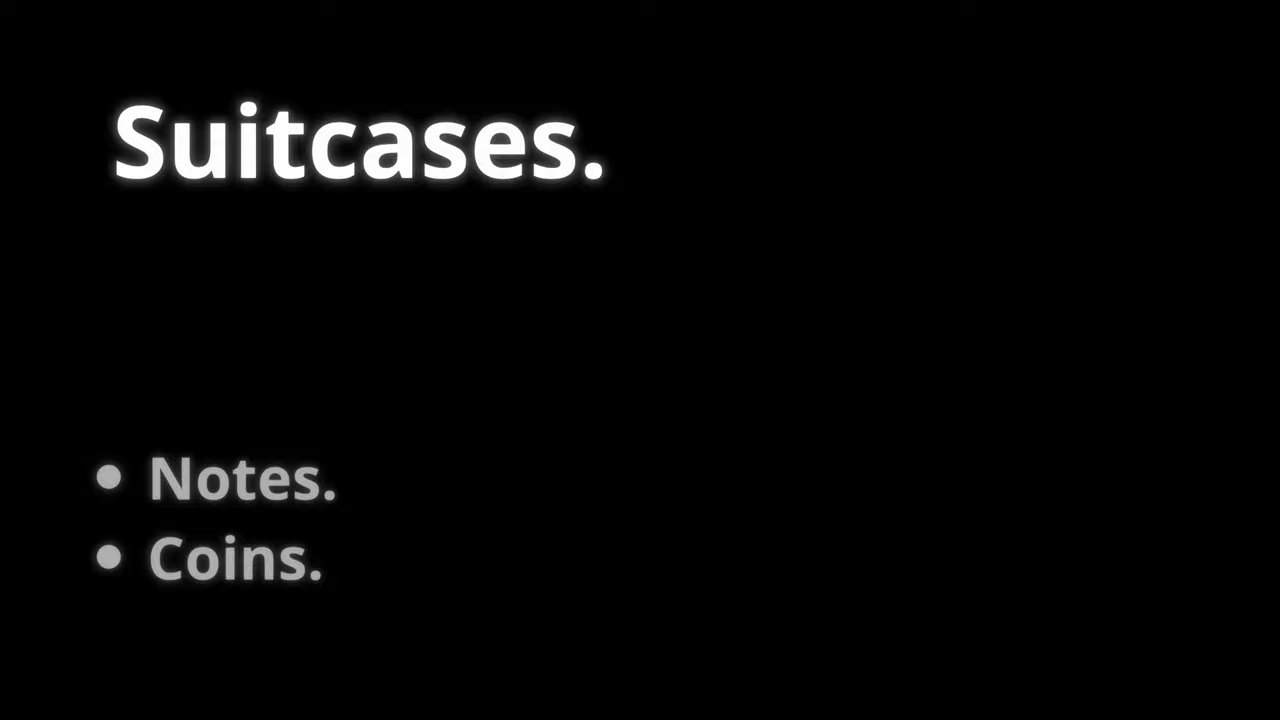 Suitcases.
• Notes.
• Coins.